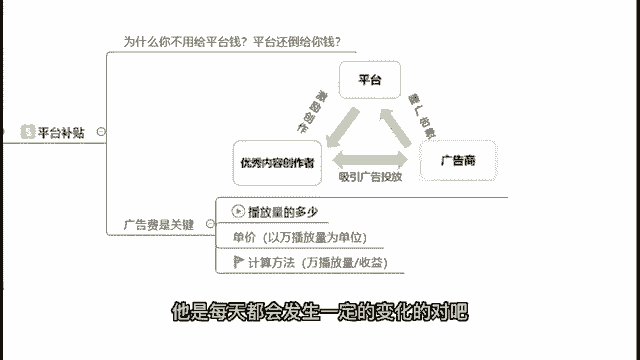 为什么你不用给平台钱？平台还倒给你钱？
平台
激励创作
广告费
5 平台补贴
优秀内容创作者
广告商
吸引广告投放
广告费是关键
播放量的多少
单价（以万播放量为单位）
计算方法（万播放量/收益）
他是每天都会发生一定的变化的对吧